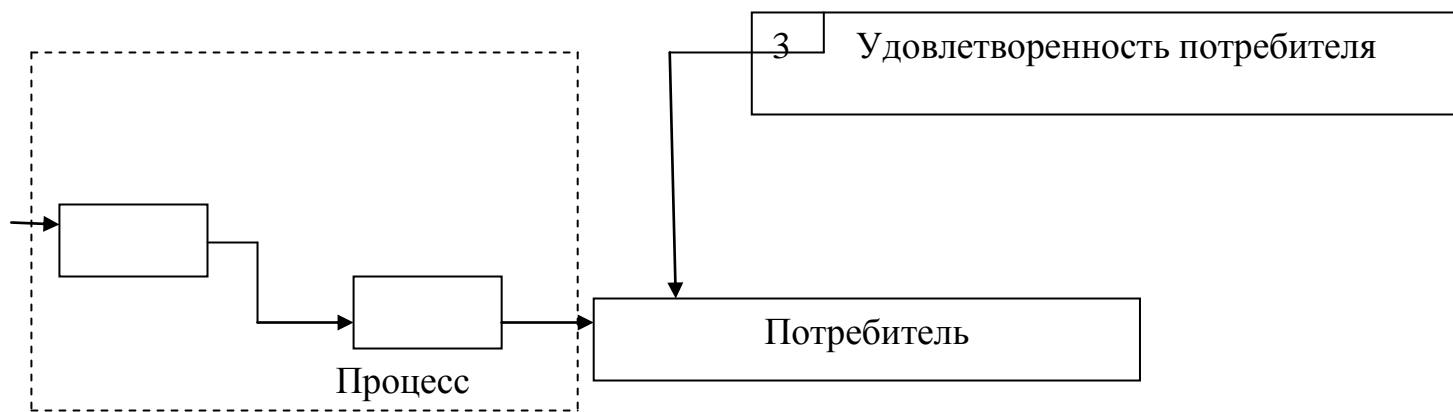 3 Удовлетворенность потребителя
Потребитель
Процесс